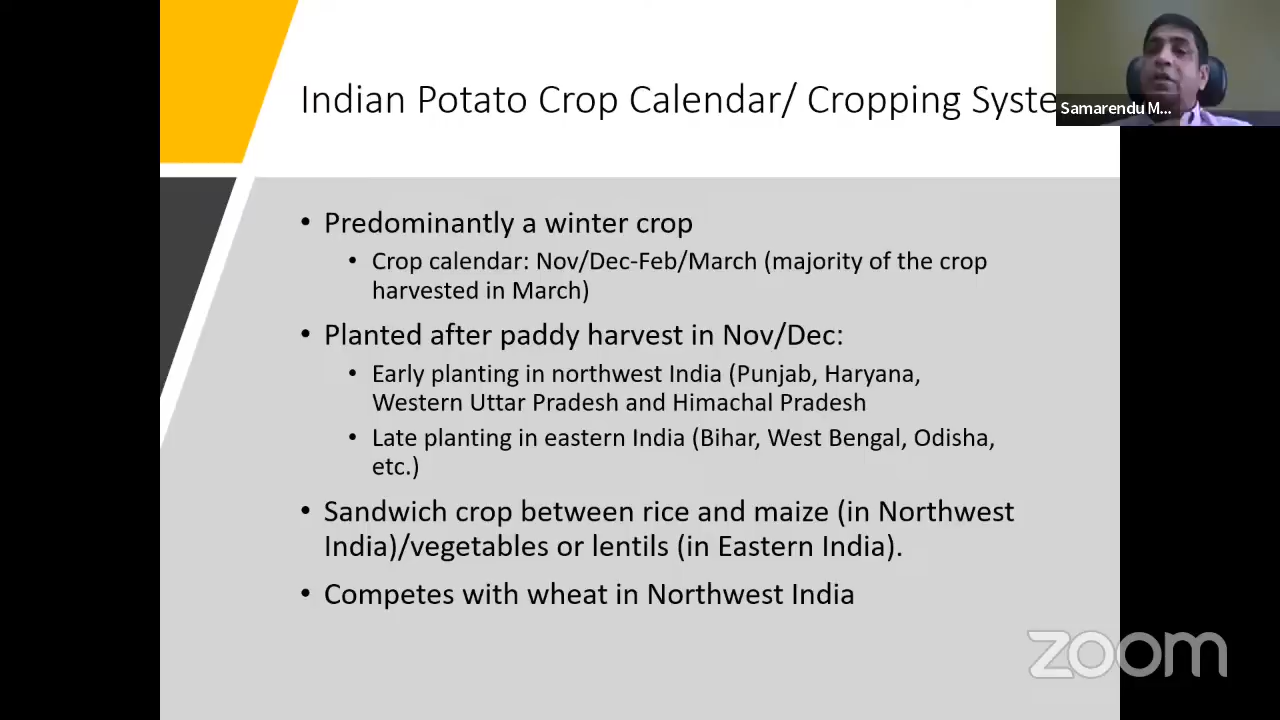 Indian Potato Crop Calendar/ Cropping Syste
Samarendu M...
• Predominantly a winter crop
• Crop calendar: Nov/Dec-Feb/March (majority of the crop
harvested in March)
• Planted after paddy harvest in Nov/Dec:
• Early planting in northwest India (Punjab, Haryana,
Western Uttar Pradesh and Himachal Pradesh
• Late planting in eastern India (Bihar, West Bengal, Odisha,
etc.)
• Sandwich crop between rice and maize (in Northwest
India)/vegetables or lentils (in Eastern India).
• Competes with wheat in Northwest India
zoom